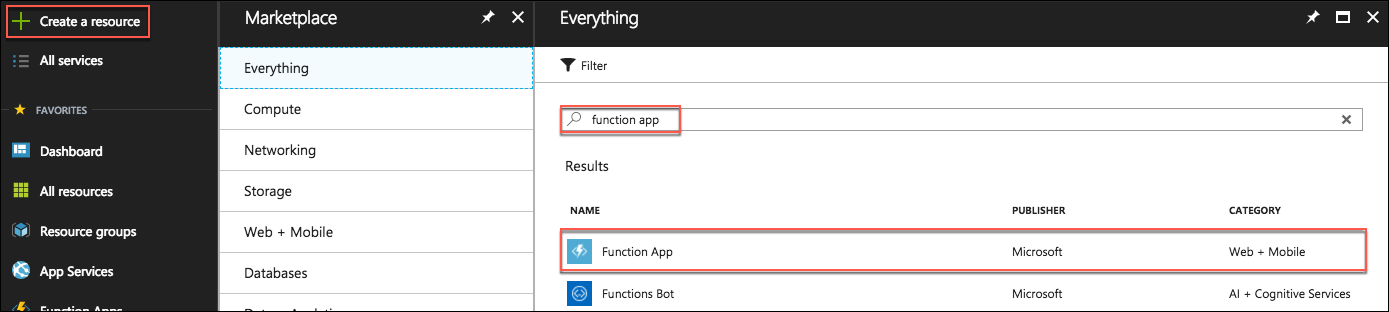 Create a resource
All services
FAVORITES
Dashboard
All resources
Resource groups
App Services
Function Apps
Marketplace
Everything
Compute
Networking
Storage
Web + Mobile
Databases
Everything
Filter
function app
Results
NAME PUBLISHER CATEGORY
Function App Microsoft Web + Mobile
Functions Bot Microsoft AI + Cognitive Services